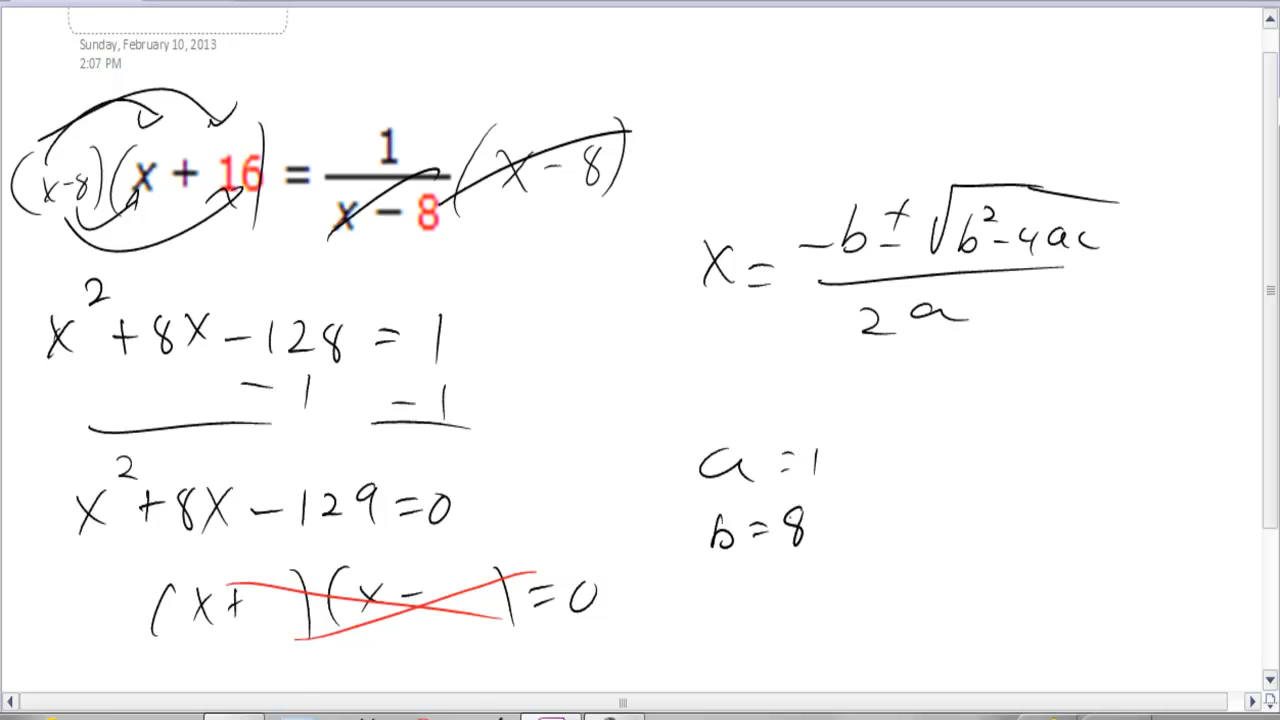 Sunday, February 10, 2013
2:07 PM
(x-8)(x + 16) = 1/(x - 8) (x-8)
x² + 8x - 128 = 1
- 1 - 1
x² + 8x - 129 = 0
(x+ )(x- ) = 0
x = (-b ± √(b² - 4ac))/(2a)
a = 1
b = 8